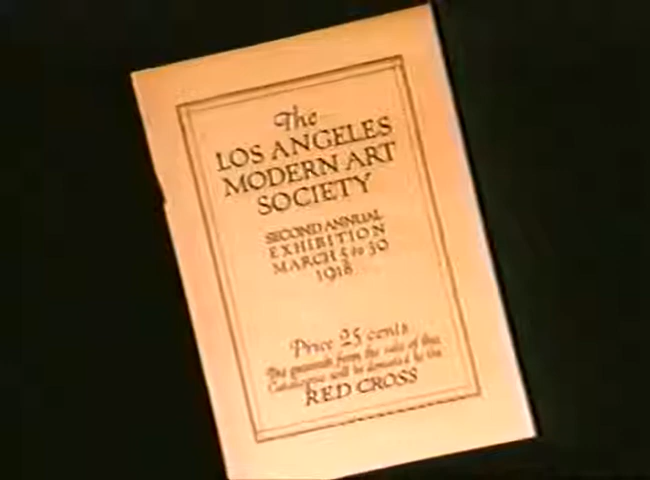 The
LOS ANGELES
MODERN ART
SOCIETY
SECOND ANNUAL
EXHIBITION
MARCH 5 to 30
1918
Price 25 cents
The proceeds from the sale of this
Catalogue will be donated to the
RED CROSS